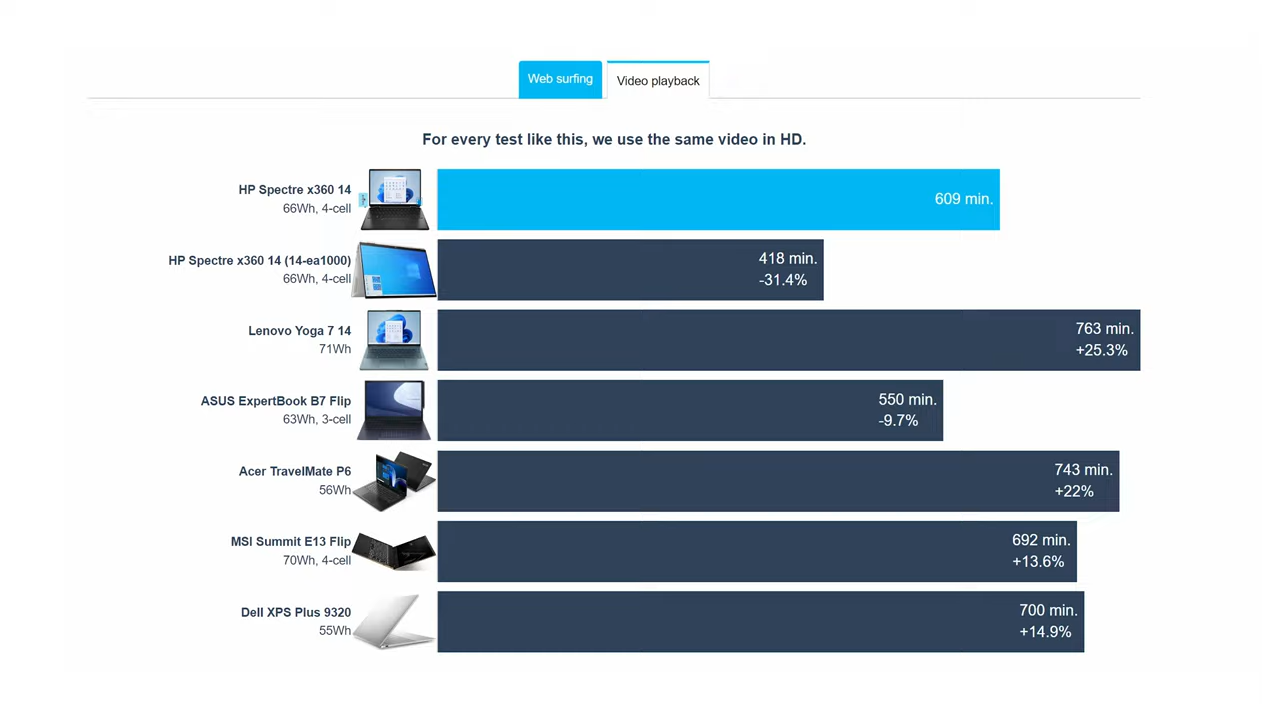 Web surfing
Video playback
For every test like this, we use the same video in HD.
HP Spectre x360 14
66Wh, 4-cell
609 min.
HP Spectre x360 14 (14-ea1000)
66Wh, 4-cell
418 min.
-31.4%
Lenovo Yoga 7 14
71Wh
763 min.
+25.3%
ASUS ExpertBook B7 Flip
63Wh, 3-cell
550 min.
-9.7%
Acer TravelMate P6
56Wh
743 min.
+22%
MSI Summit E13 Flip
70Wh, 4-cell
692 min.
+13.6%
Dell XPS Plus 9320
55Wh
700 min.
+14.9%